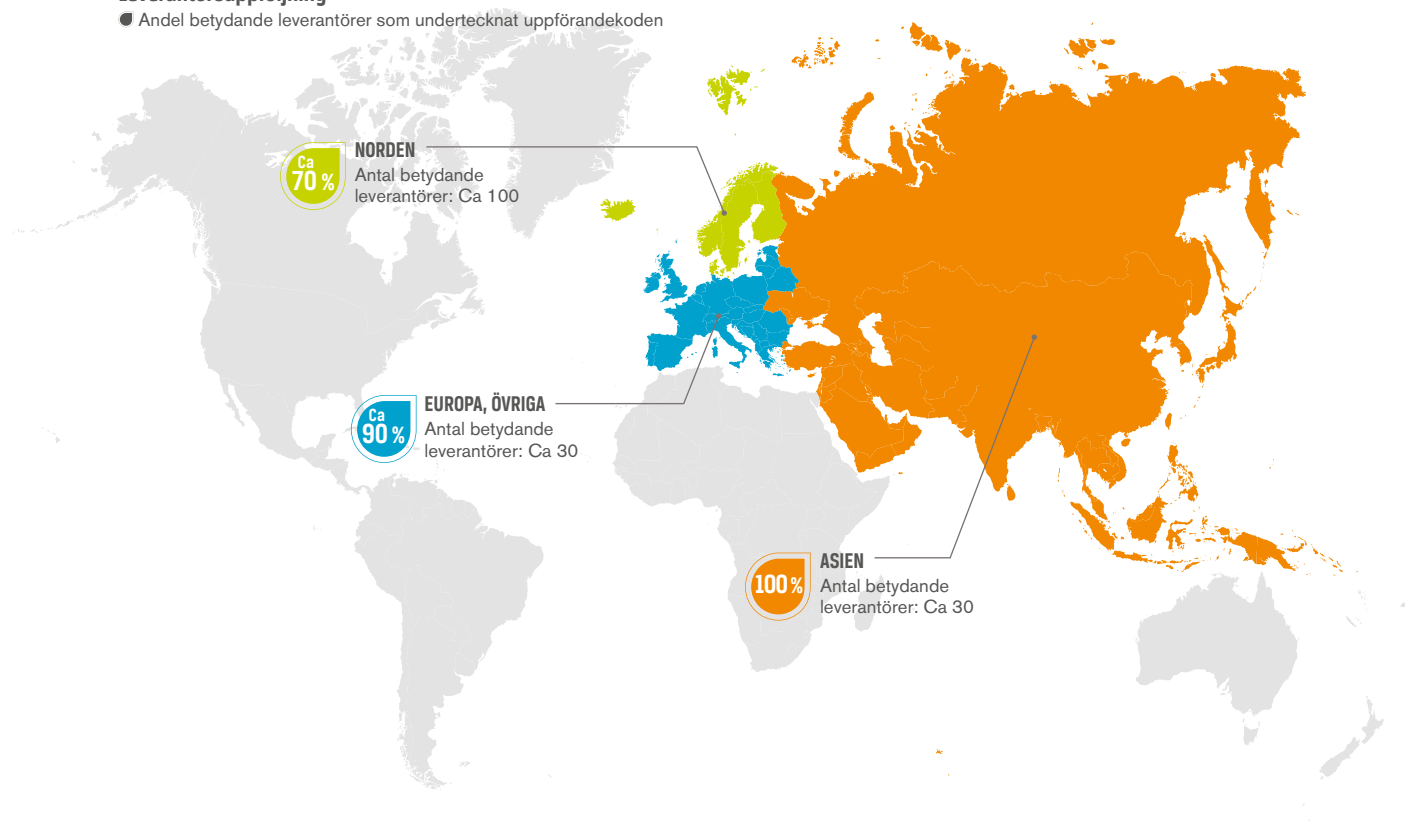 Leverantörsuppföljning
Andel betydande leverantörer som undertecknat uppförandekoden
Ca
70 %
NORDEN
Antal betydande
leverantörer: Ca 100
Ca
90 %
EUROPA, ÖVRIGA
Antal betydande
leverantörer: Ca 30
100 %
ASIEN
Antal betydande
leverantörer: Ca 30